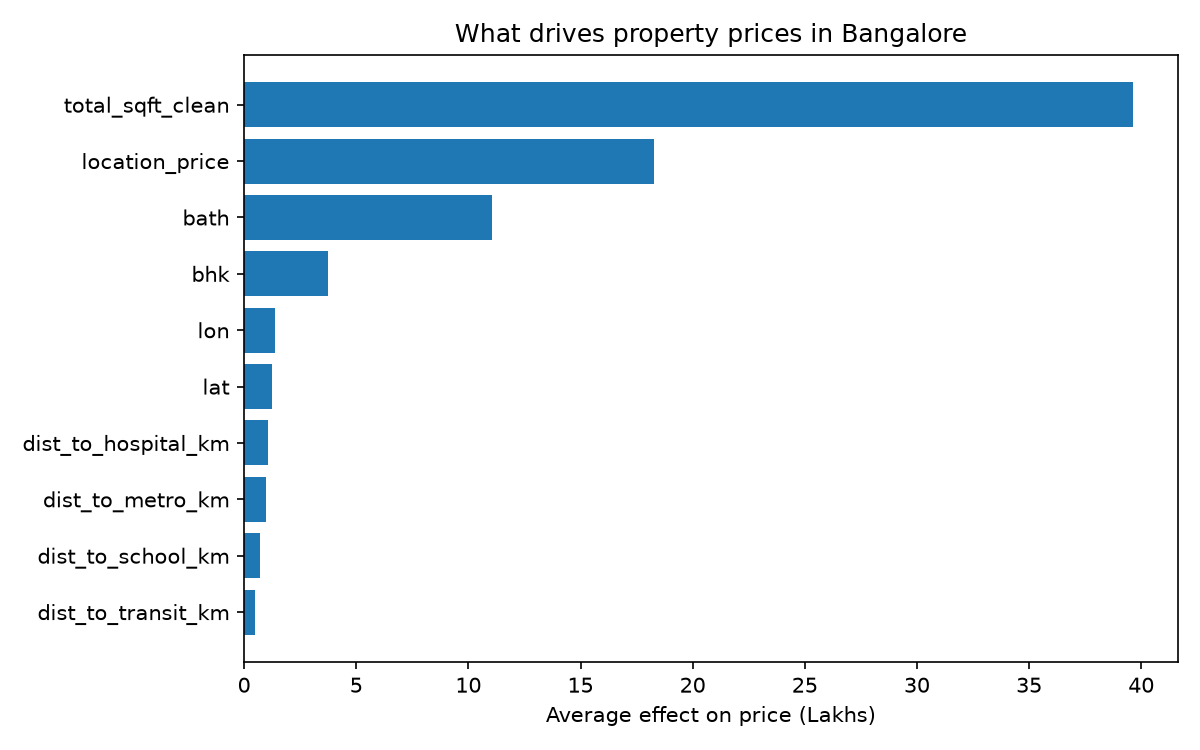 What drives property prices in Bangalore
total_sqft_clean
location_price
bath
bhk
lon
lat
dist_to_hospital_km
dist_to_metro_km
dist_to_school_km
dist_to_transit_km
0 5 10 15 20 25 30 35 40
Average effect on price (Lakhs)